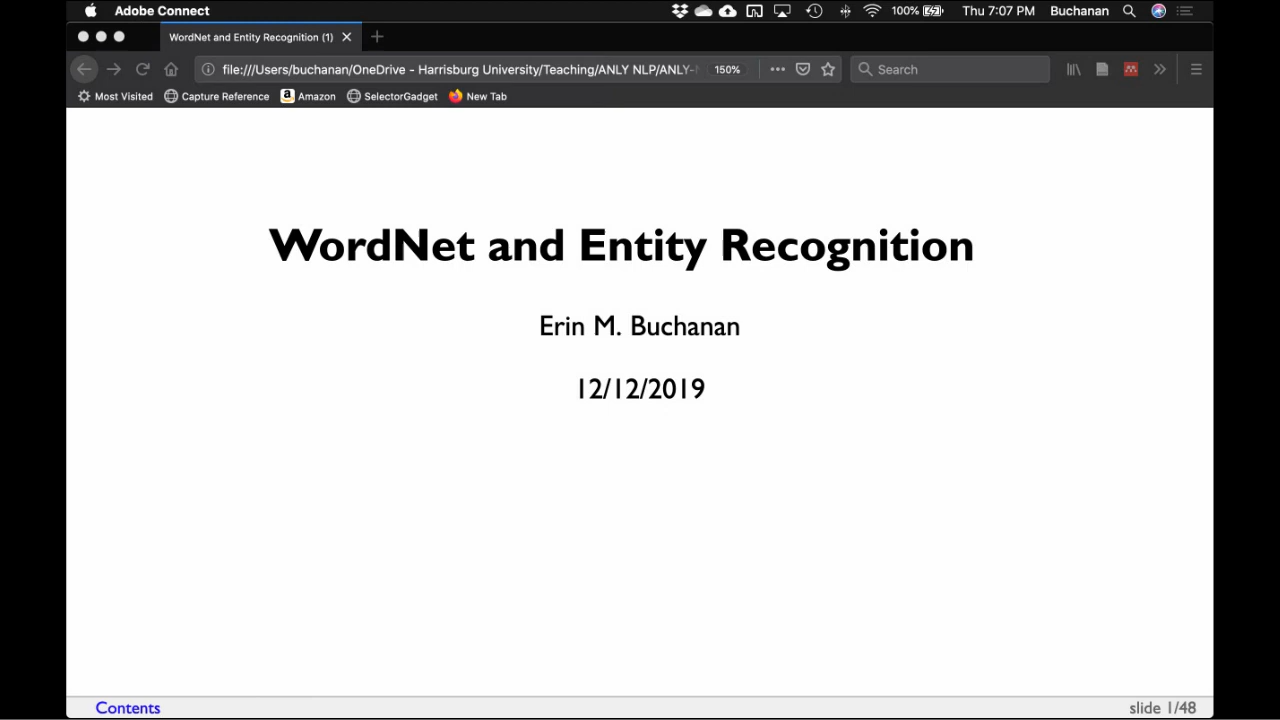 Adobe Connect
100%
Thu 7:07 PM
Buchanan
WordNet and Entity Recognition (1)
file:///Users/buchanan/OneDrive - Harrisburg University/Teaching/ANLY NLP/ANLY-
150%
Search
Most Visited
Capture Reference
Amazon
SelectorGadget
New Tab
WordNet and Entity Recognition
Erin M. Buchanan
12/12/2019
Contents
slide 1/48